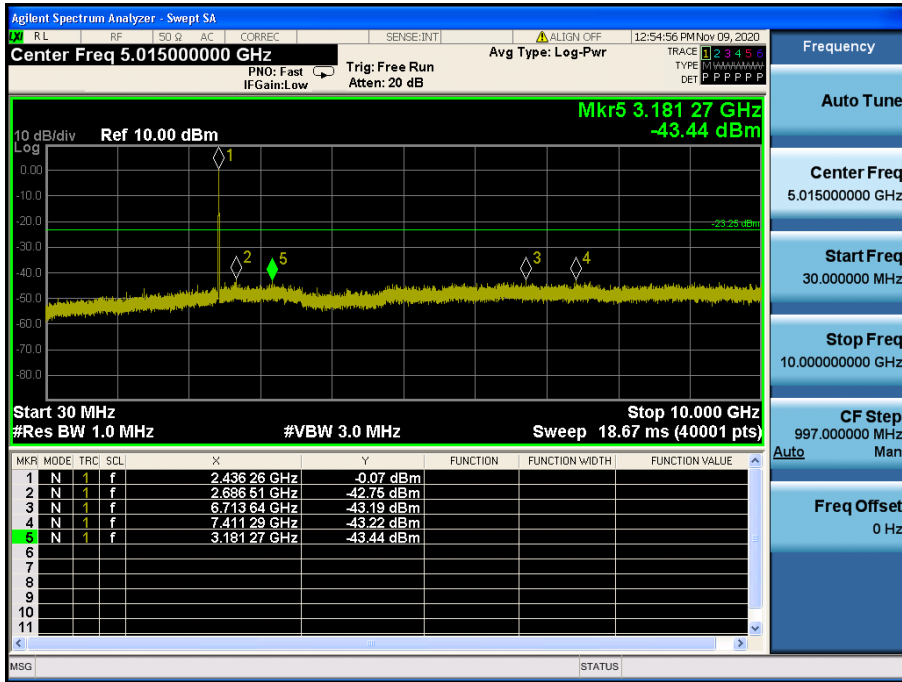 Agilent Spectrum Analyzer - Swept SA
LXI RL RF 50 Ω AC CORREC SENSE:INT ALIGN OFF 12:54:56 PM Nov 09, 2020
Center Freq 5.015000000 GHz Avg Type: Log-Pwr TRACE 1 2 3 4 5 6
PNO: Fast Trig: Free Run TYPE M W W W W W
IFGain:Low Atten: 20 dB DET P P P P P P
Mkr5 3.181 27 GHz
-43.44 dBm
10 dB/div Ref 10.00 dBm
Log
0.00
-10.0
-20.0
-30.0
-40.0
-50.0
-60.0
-70.0
-80.0
1
2
5
3
4
-23.25 dBm
Start 30 MHz Stop 10.000 GHz
#Res BW 1.0 MHz #VBW 3.0 MHz Sweep 18.67 ms (40001 pts)
MKR MODE TRC SCL X Y FUNCTION FUNCTION WIDTH FUNCTION VALUE
1 N 1 f 2.436 26 GHz -0.07 dBm
2 N 1 f 2.686 51 GHz -42.75 dBm
3 N 1 f 6.713 64 GHz -43.19 dBm
4 N 1 f 7.411 29 GHz -43.22 dBm
5 N 1 f 3.181 27 GHz -43.44 dBm
6
7
8
9
10
11
MSG STATUS
Frequency
Auto Tune
Center Freq
5.015000000 GHz
Start Freq
30.000000 MHz
Stop Freq
10.000000000 GHz
CF Step
997.000000 MHz
Auto Man
Freq Offset
0 Hz